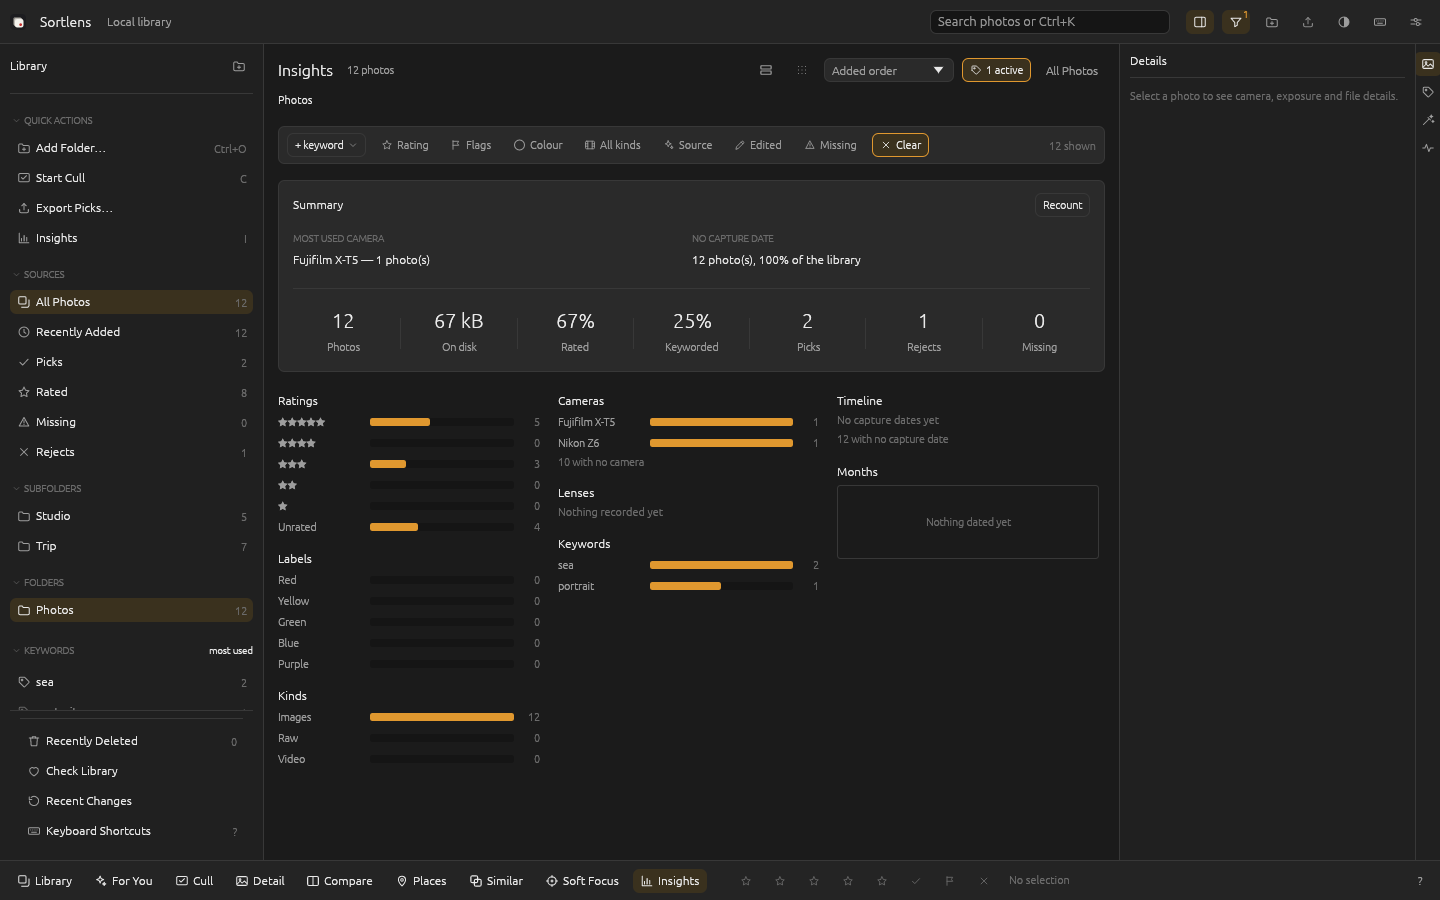 Sortlens Local library Search photos or Ctrl+K
Library
QUICK ACTIONS
Add Folder... Ctrl+O
Start Cull C
Export Picks...
Insights I
SOURCES
All Photos 12
Recently Added 12
Picks 2
Rated 8
Missing 0
Rejects 1
SUBFOLDERS
Studio 5
Trip 7
FOLDERS
Photos 12
KEYWORDS most used
sea 2
Recently Deleted 0
Check Library
Recent Changes
Keyboard Shortcuts ?
Insights 12 photos Added order 1 active All Photos
Photos
+ keyword Rating Flags Colour All kinds Source Edited Missing Clear 12 shown
Summary Recount
MOST USED CAMERA NO CAPTURE DATE
Fujifilm X-T5 — 1 photo(s) 12 photo(s), 100% of the library
12 67 kB 67% 25% 2 1 0
Photos On disk Rated Keyworded Picks Rejects Missing
Ratings
5
0
3
0
0
Unrated 4
Labels
Red 0
Yellow 0
Green 0
Blue 0
Purple 0
Kinds
Images 12
Raw 0
Video 0
Cameras
Fujifilm X-T5 1
Nikon Z6 1
10 with no camera
Lenses
Nothing recorded yet
Keywords
sea 2
portrait 1
Timeline
No capture dates yet
12 with no capture date
Months
Nothing dated yet
Details
Select a photo to see camera, exposure and file details.
Library For You Cull Detail Compare Places Similar Soft Focus Insights No selection ?